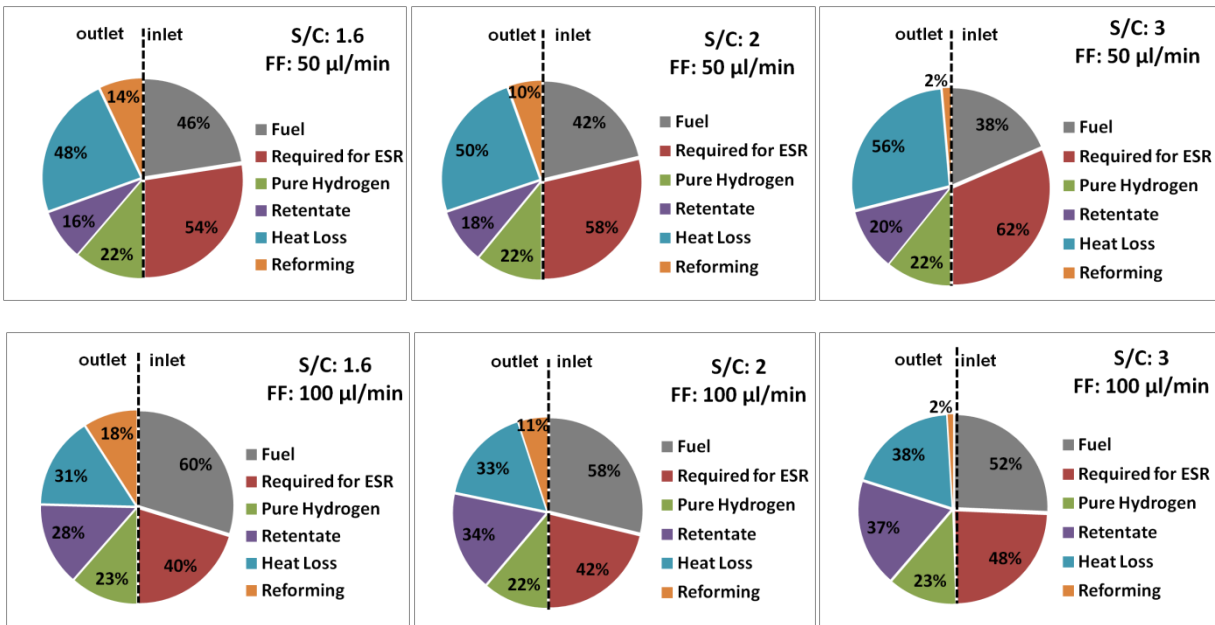 outlet inlet
S/C: 1.6
FF: 50 µl/min
14%
46%
48%
16%
54%
22%
Fuel
Required for ESR
Pure Hydrogen
Retentate
Heat Loss
Reforming
outlet inlet
S/C: 2
FF: 50 µl/min
10%
42%
50%
18%
58%
22%
Fuel
Required for ESR
Pure Hydrogen
Retentate
Heat Loss
Reforming
outlet inlet
S/C: 3
FF: 50 µl/min
2%
38%
56%
20%
62%
22%
Fuel
Required for ESR
Pure Hydrogen
Retentate
Heat Loss
Reforming
outlet inlet
S/C: 1.6
FF: 100 µl/min
18%
60%
31%
28%
40%
23%
Fuel
Required for ESR
Pure Hydrogen
Retentate
Heat Loss
Reforming
outlet inlet
S/C: 2
FF: 100 µl/min
11%
58%
33%
34%
42%
22%
Fuel
Required for ESR
Pure Hydrogen
Retentate
Heat Loss
Reforming
outlet inlet
S/C: 3
FF: 100 µl/min
2%
52%
38%
37%
48%
23%
Fuel
Required for ESR
Pure Hydrogen
Retentate
Heat Loss
Reforming